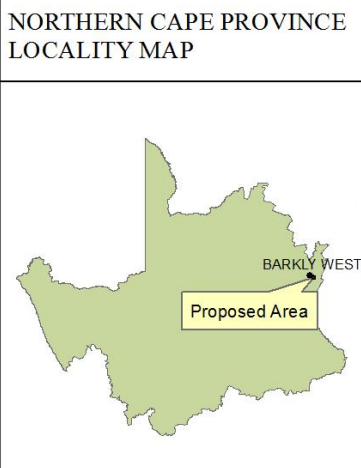 NORTHERN CAPE PROVINCE
LOCALITY MAP
BARKLY WEST
Proposed Area